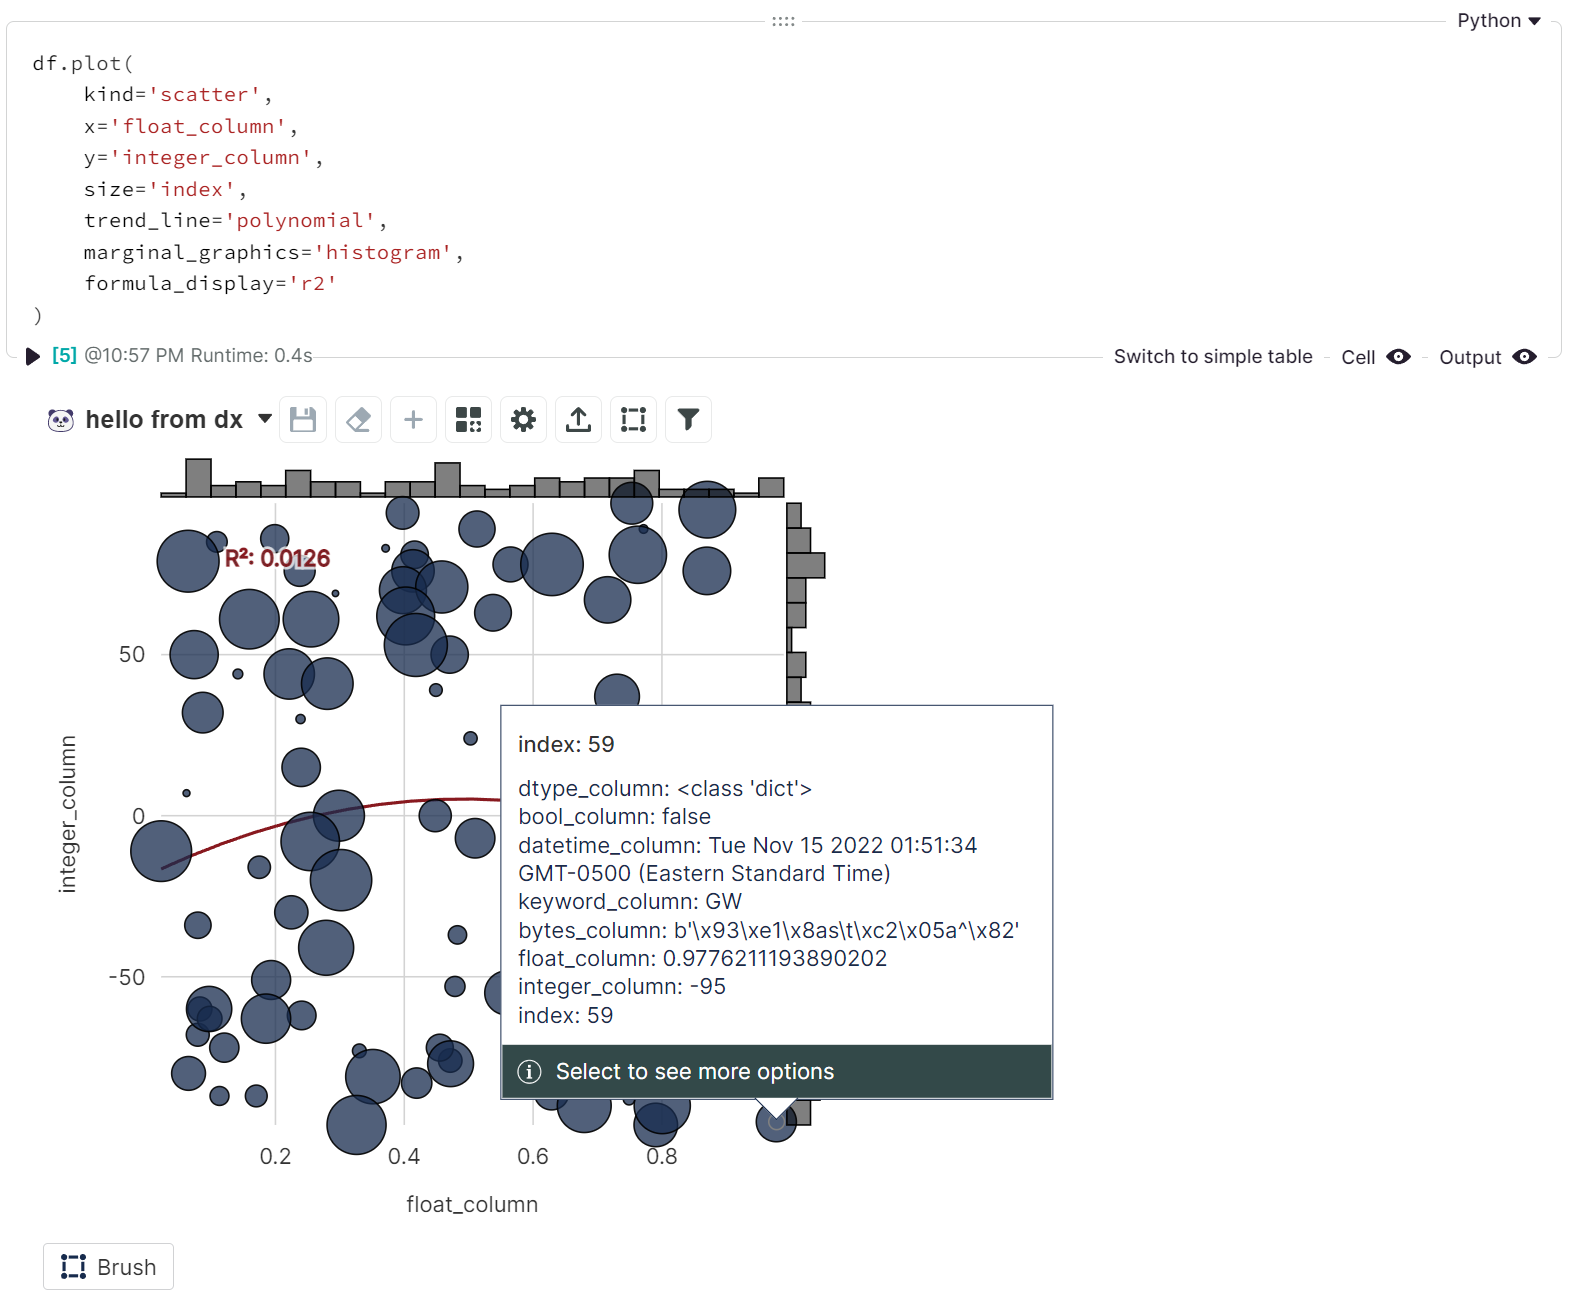 Python
df.plot(
    kind='scatter',
    x='float_column',
    y='integer_column',
    size='index',
    trend_line='polynomial',
    marginal_graphics='histogram',
    formula_display='r2'
)
[5] @10:57 PM Runtime: 0.4s
Switch to simple table
Cell
Output
hello from dx
R²: 0.0126
50
0
-50
integer_column
index: 59
dtype_column: <class 'dict'>
bool_column: false
datetime_column: Tue Nov 15 2022 01:51:34
GMT-0500 (Eastern Standard Time)
keyword_column: GW
bytes_column: b'\x93\xe1\x8as\t\xc2\x05a^\x82'
float_column: 0.9776211193890202
integer_column: -95
index: 59
Select to see more options
0.2 0.4 0.6 0.8
float_column
Brush